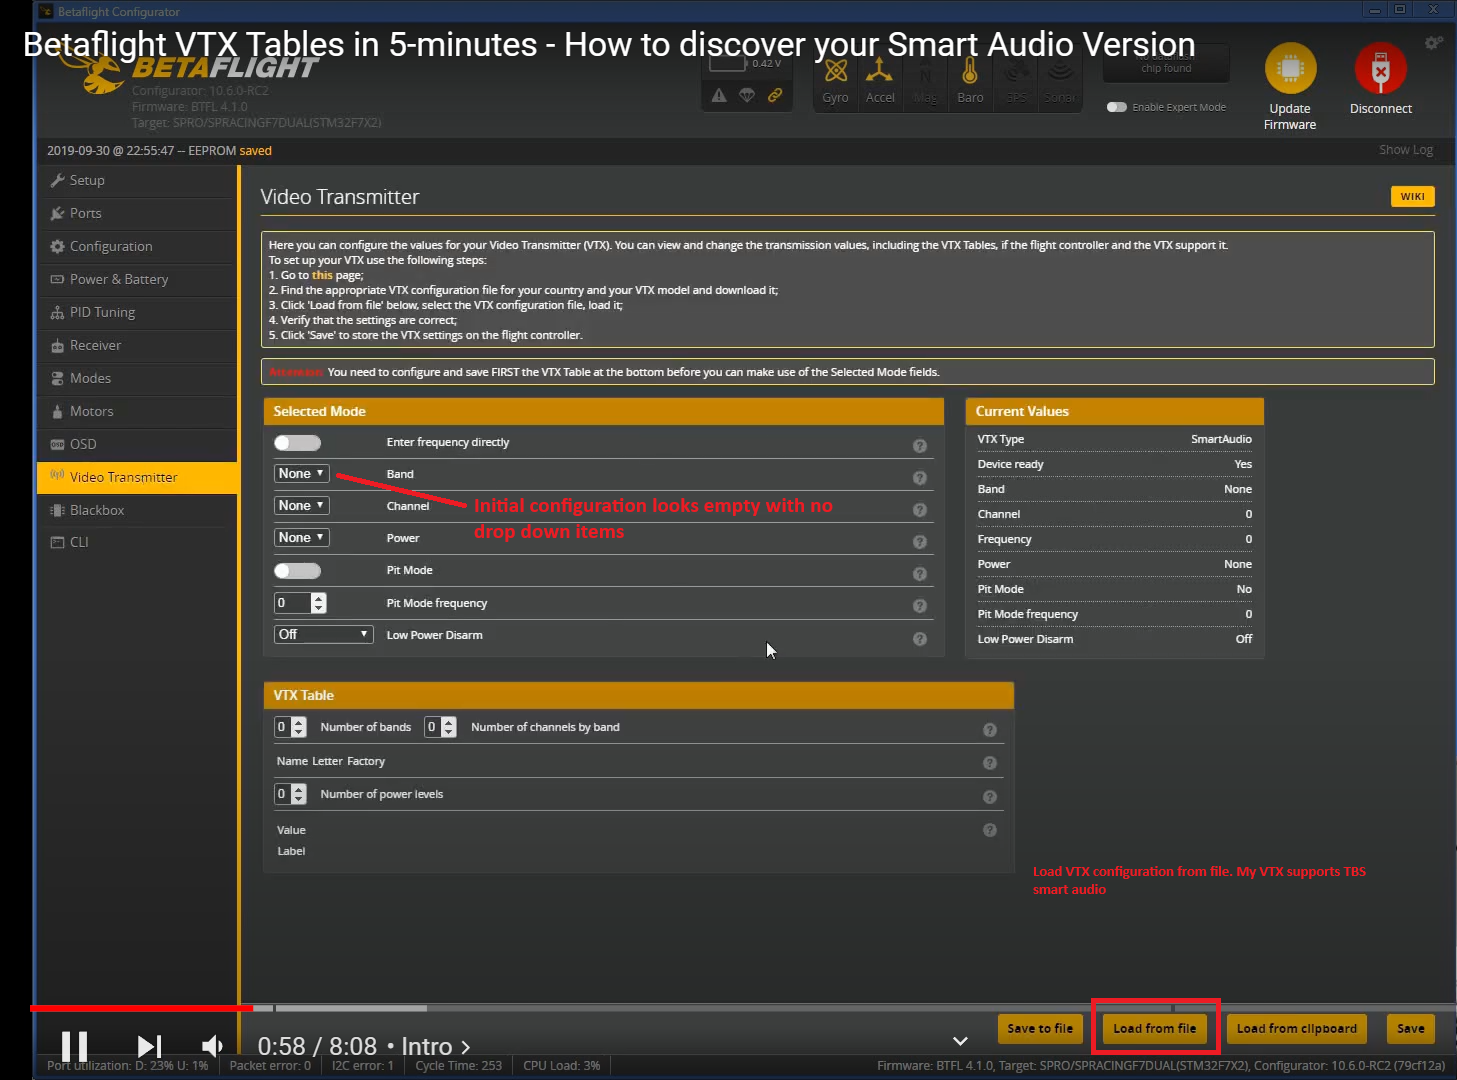 Betaflight Configurator
Betaflight VTX Tables in 5-minutes - How to discover your Smart Audio Version
BETAFLIGHT
Configurator: 10.6.0-RC2
Firmware: BTFL 4.1.0
Target: SPRO/SPRACINGF7DUAL(STM32F7X2)
0.42 V
Gyro Accel Mag Baro GPS Sonar
No dataflash
chip found
Enable Expert Mode
Update
Firmware
Disconnect
2019-09-30 @ 22:55:47 -- EEPROM saved
Show Log
Setup
Ports
Configuration
Power & Battery
PID Tuning
Receiver
Modes
Motors
OSD
Video Transmitter
Blackbox
CLI
Video Transmitter
WIKI
Here you can configure the values for your Video Transmitter (VTX). You can view and change the transmission values, including the VTX Tables, if the flight controller and the VTX support it.
To set up your VTX use the following steps:
1. Go to this page;
2. Find the appropriate VTX configuration file for your country and your VTX model and download it;
3. Click 'Load from file' below, select the VTX configuration file, load it;
4. Verify that the settings are correct;
5. Click 'Save' to store the VTX settings on the flight controller.
Attention: You need to configure and save FIRST the VTX Table at the bottom before you can make use of the Selected Mode fields.
Selected Mode
Enter frequency directly
None Band
None Channel
None Power
Pit Mode
0 Pit Mode frequency
Off Low Power Disarm
Initial configuration looks empty with no
drop down items
Current Values
VTX Type SmartAudio
Device ready Yes
Band None
Channel 0
Frequency 0
Power None
Pit Mode No
Pit Mode frequency 0
Low Power Disarm Off
VTX Table
0 Number of bands 0 Number of channels by band
Name Letter Factory
0 Number of power levels
Value
Label
Load VTX configuration from file. My VTX supports TBS
smart audio
Save to file Load from file Load from clipboard Save
0:58 / 8:08 • Intro >
Port utilization: D: 23% U: 1% Packet error: 0 I2C error: 1 Cycle Time: 253 CPU Load: 3% Firmware: BTFL 4.1.0, Target: SPRO/SPRACINGF7DUAL(STM32F7X2), Configurator: 10.6.0-RC2 (79cf12a)